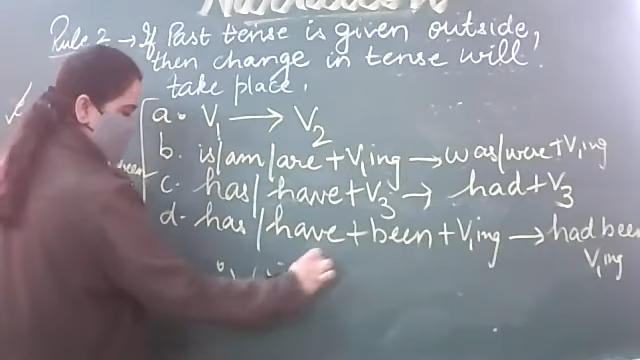 Narration
Rule 2 → If Past tense is given outside,
then change in tense will
take place.
a. V1 → V2
b. is/am/are + V1ing → was/were + V1ing
c. has/have + V3 → had + V3
d. has/have + been + V1ing → had been
V1ing